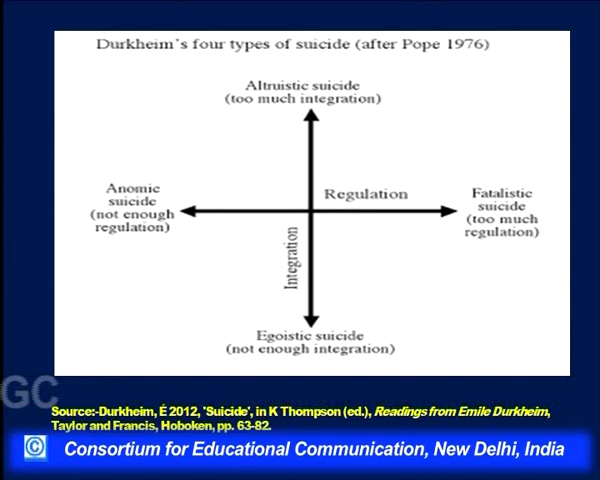 Durkheim's four types of suicide (after Pope 1976)
Altruistic suicide
(too much integration)
Regulation
Anomic
suicide
(not enough
regulation)
Fatalistic
suicide
(too much
regulation)
Integration
Egoistic suicide
(not enough integration)
GC
Source:-Durkheim, É 2012, 'Suicide', in K Thompson (ed.), Readings from Emile Durkheim,
Taylor and Francis, Hoboken, pp. 63-82.
© Consortium for Educational Communication, New Delhi, India